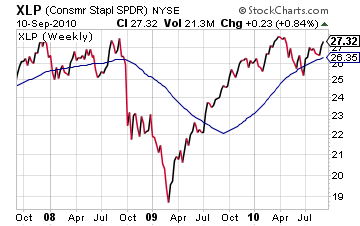 XLP (Consmr Stapl SPDR) NYSE © StockCharts.com
10-Sep-2010 Cl 27.32 Vol 21.3M Chg +0.23 (+0.84%)
XLP (Weekly)
27.32
27
26.35
26
25
24
23
22
21
20
19
Oct 08 Apr Jul Oct 09 Apr Jul Oct 10 Apr Jul